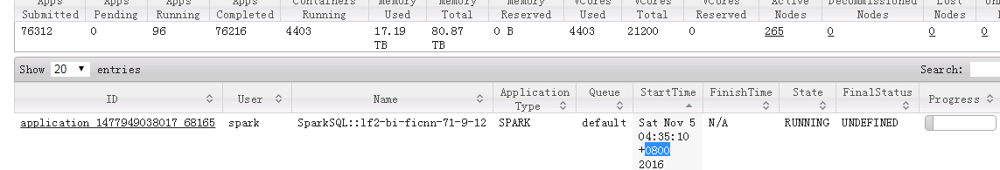 Apps Submitted Apps Pending Apps Running Apps Completed Containers Running Memory Used Memory Total Memory Reserved VCores Used VCores Total VCores Reserved Active Nodes Decommissioned Nodes Lost Nodes
76312 0 96 76216 4403 17.19 TB 80.87 TB 0 B 4403 21200 0 265 0 0 0
Show 20 entries Search:
ID User Name Application Type Queue StartTime FinishTime State FinalStatus Progress
application_1477949038017_68165 spark SparkSQL::lf2-bi-ficnn-71-9-12 SPARK default Sat Nov 5 N/A RUNNING UNDEFINED
04:35:10
+0800
2016